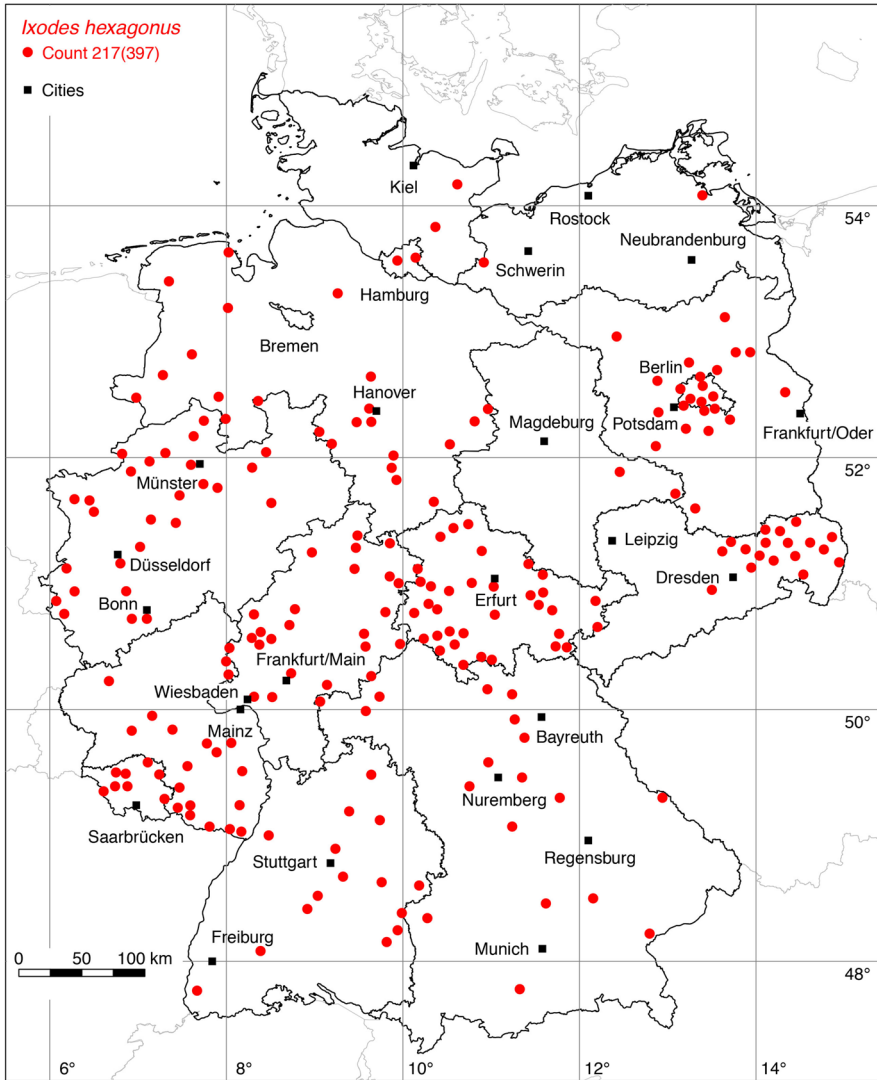 Ixodes hexagonus
Count 217(397)
Cities
Kiel
Rostock
54°
Neubrandenburg
Schwerin
Hamburg
Bremen
Berlin
Hanover
Magdeburg
Potsdam
Frankfurt/Oder
52°
Münster
Leipzig
Düsseldorf
Dresden
Bonn
Erfurt
Frankfurt/Main
Wiesbaden
50°
Mainz
Bayreuth
Nuremberg
Saarbrücken
Regensburg
Stuttgart
Freiburg
Munich
0 50 100 km
48°
6° 8° 10° 12° 14°